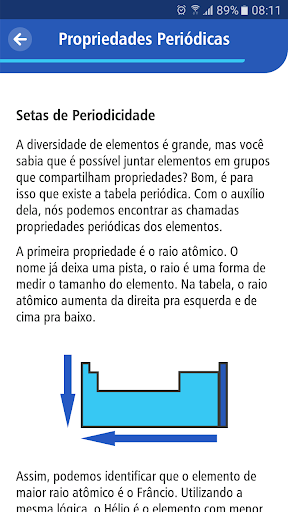 89% 08:11
Propriedades Periódicas
Setas de Periodicidade
A diversidade de elementos é grande, mas você
sabia que é possível juntar elementos em grupos
que compartilham propriedades? Bom, é para
isso que existe a tabela periódica. Com o auxílio
dela, nós podemos encontrar as chamadas
propriedades periódicas dos elementos.
A primeira propriedade é o raio atômico. O
nome já deixa uma pista, o raio é uma forma de
medir o tamanho do elemento. Na tabela, o raio
atômico aumenta da direita pra esquerda e de
cima pra baixo.
Assim, podemos identificar que o elemento de
maior raio atômico é o Frâncio. Utilizando a
mesma lógica, o Hélio é o elemento com menor